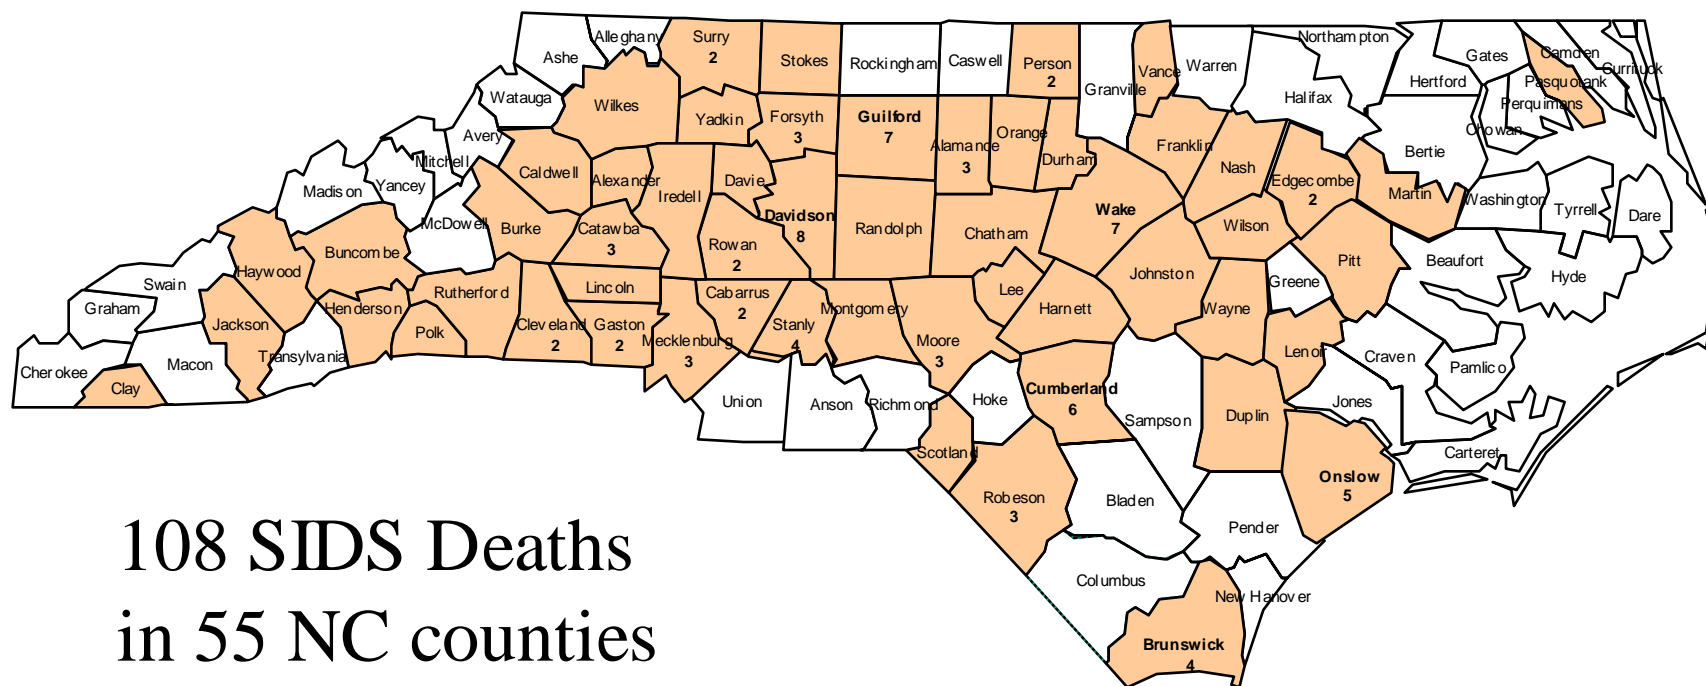 Alleghany
Ashe
Surry
2
Stokes
Rockingham
Caswell
Person
2
Granville
Vance
Warren
Northampton
Gates
Camden
Currituck
Hertford
Pasquotank
Perquimans
Chowan
Halifax
Watauga
Wilkes
Yadkin
Forsyth
3
Guilford
7
Alamance
3
Orange
Durham
Franklin
Nash
Edgecombe
2
Bertie
Martin
Washington
Tyrrell
Dare
Avery
Mitchell
Caldwell
Alexander
Iredell
Davie
Davidson
8
Randolph
Chatham
Wake
7
Wilson
Pitt
Beaufort
Hyde
Madison
Yancey
McDowell
Burke
Catawba
3
Rowan
2
Buncombe
Haywood
Swain
Graham
Jackson
Henderson
Rutherford
Polk
Lincoln
Cleveland
2
Gaston
2
Mecklenburg
3
Cabarrus
2
Stanly
4
Montgomery
Moore
3
Lee
Harnett
Johnston
Wayne
Greene
Lenoir
Craven
Pamlico
Cherokee
Clay
Macon
Transylvania
Union
Anson
Richmond
Hoke
Cumberland
6
Sampson
Duplin
Jones
Carteret
Onslow
5
Scotland
Robeson
3
Bladen
Pender
Columbus
New Hanover
Brunswick
4
108 SIDS Deaths
in 55 NC counties